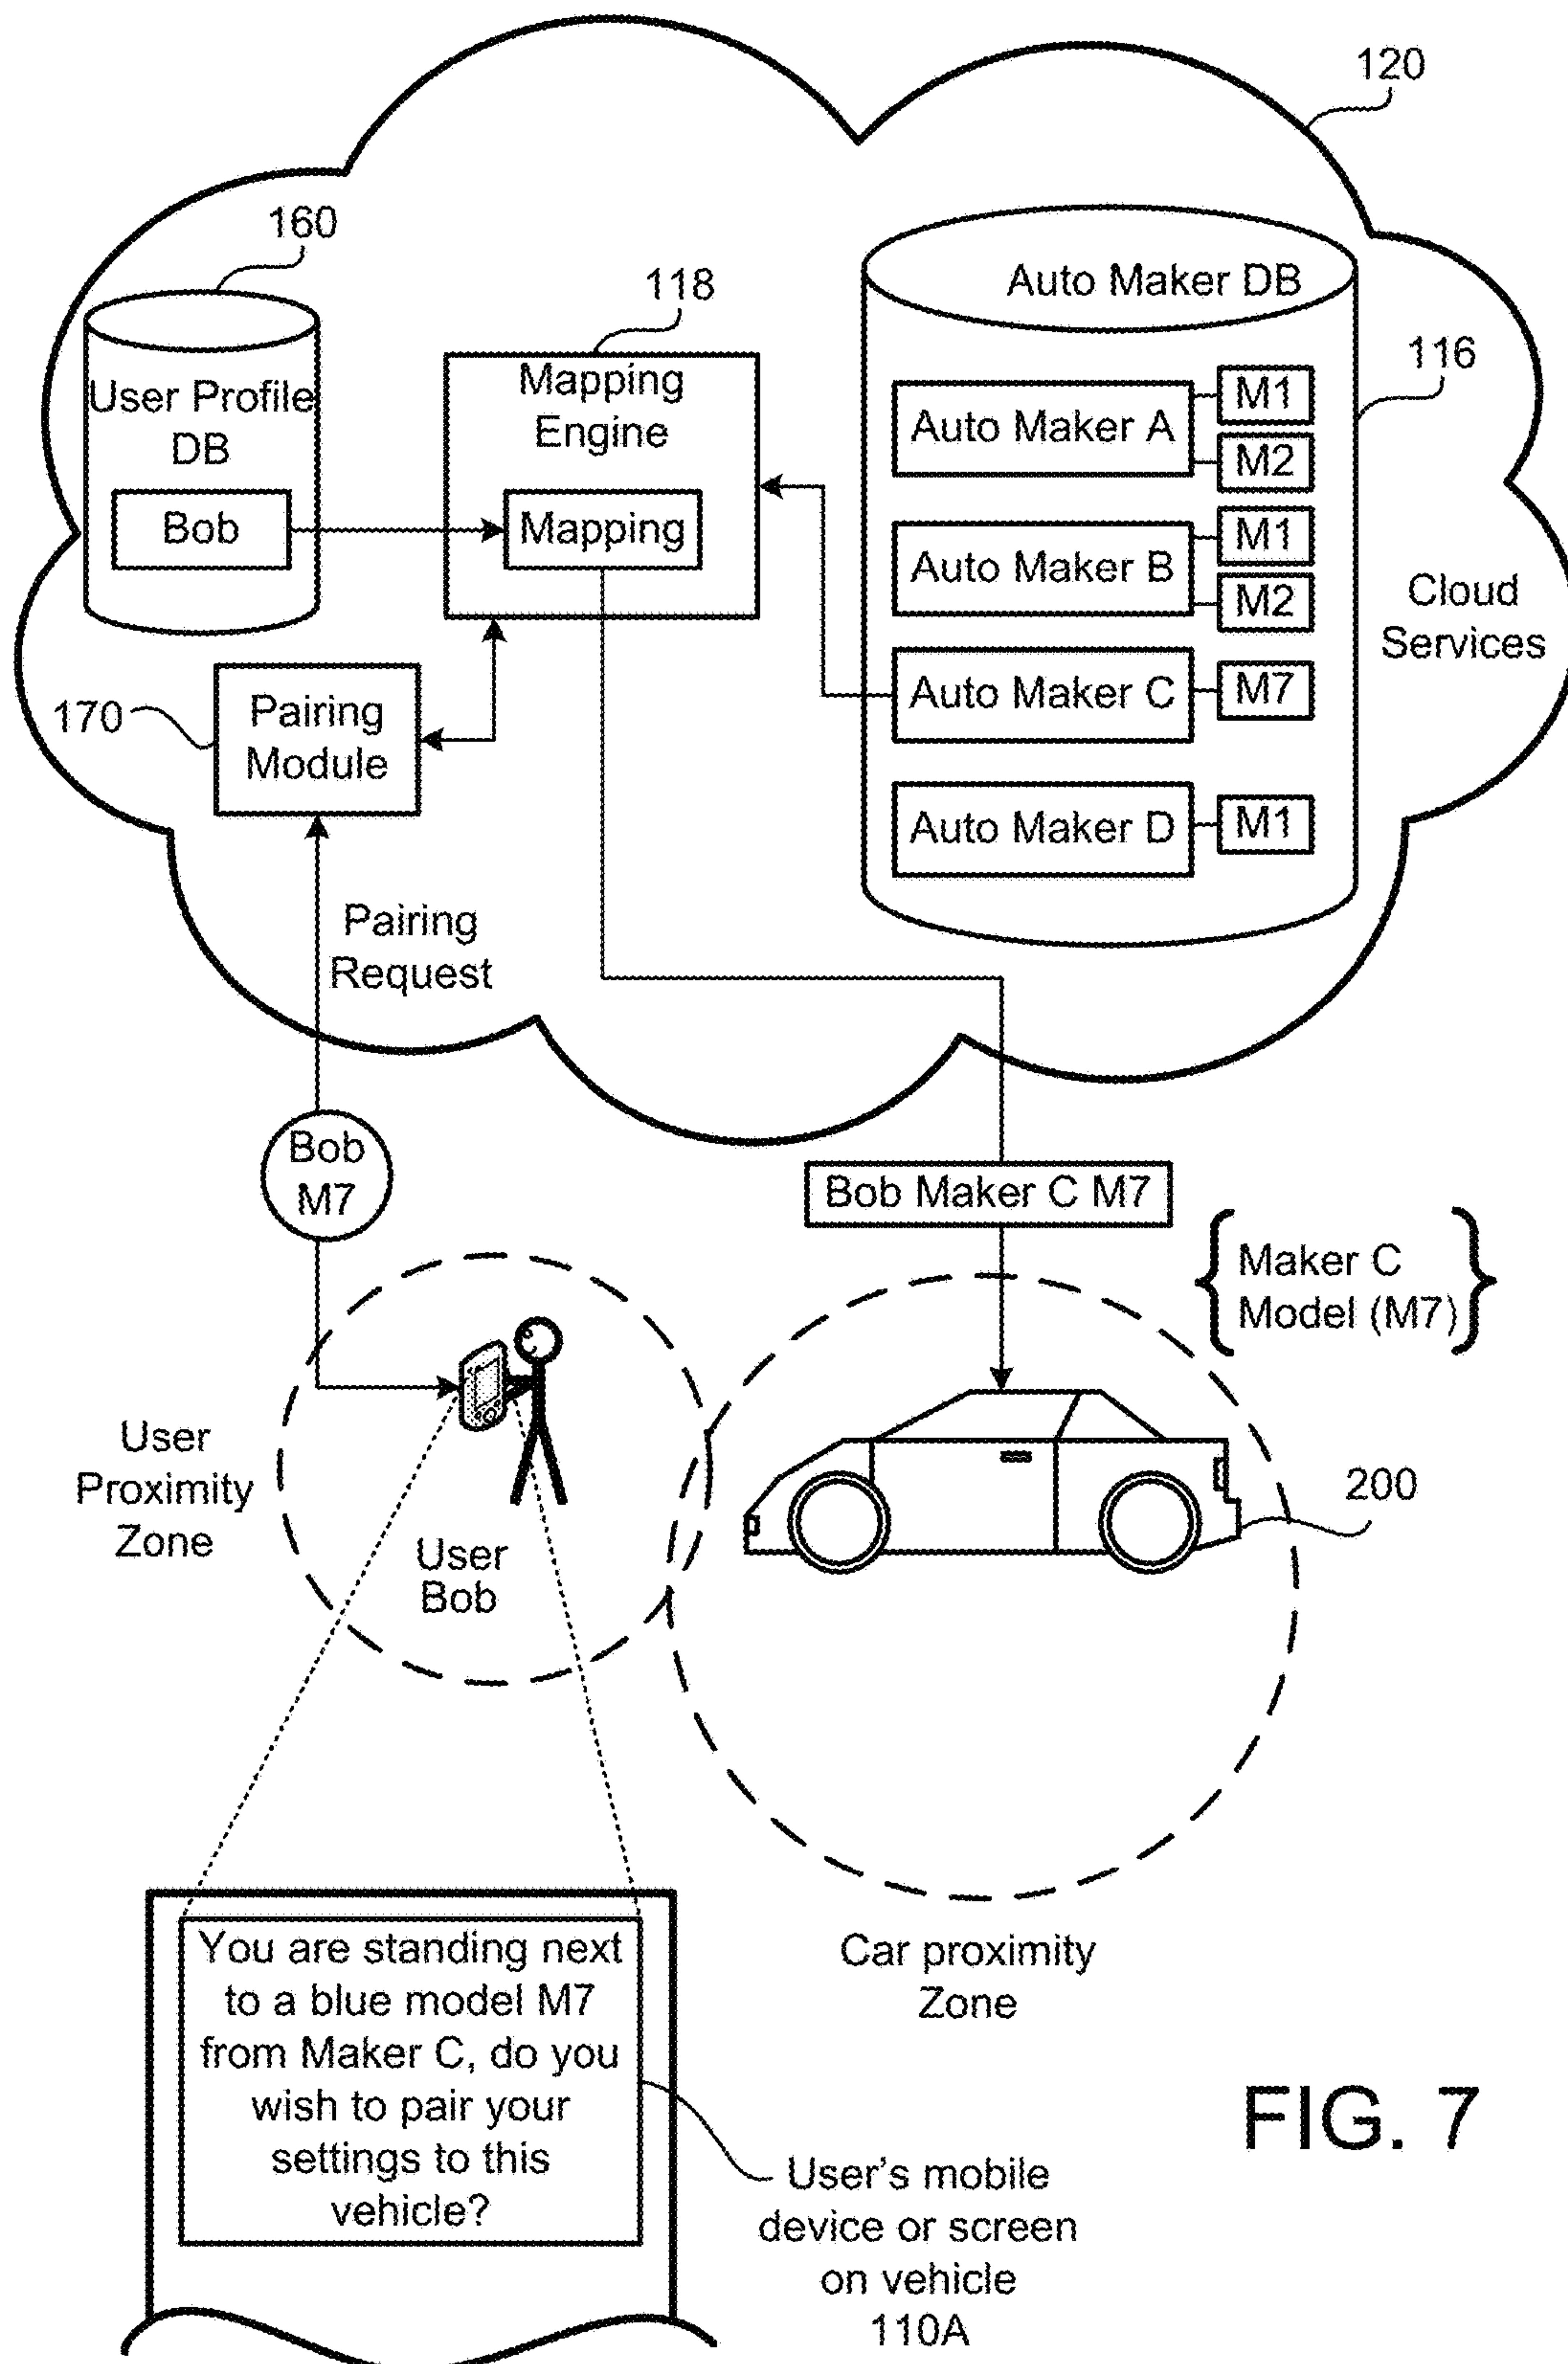 120
160
118
Auto Maker DB
116
User Profile
DB
Mapping
Engine
Auto Maker A
M1
M2
Bob
Mapping
Auto Maker B
M1
M2
Cloud
Services
Auto Maker C
M7
170
Pairing
Module
Auto Maker D
M1
Pairing
Request
Bob
M7
Bob Maker C M7
Maker C
Model (M7)
User
Proximity
Zone
User
Bob
200
Car proximity
Zone
You are standing next
to a blue model M7
from Maker C, do you
wish to pair your
settings to this
vehicle?
User's mobile
device or screen
on vehicle
110A
FIG. 7